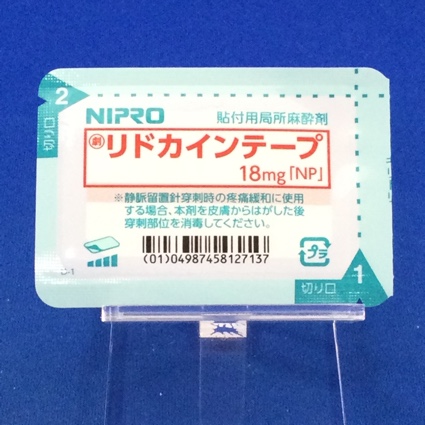 2
切り口
NIPRO 貼付用局所麻酔剤
劇 リドカインテープ
18mg「NP」
※静脈留置針穿刺時の疼痛緩和に使用
する場合、本剤を皮膚からはがした後
穿刺部位を消毒してください。
(01)04987458127137
プラ
1
切り口